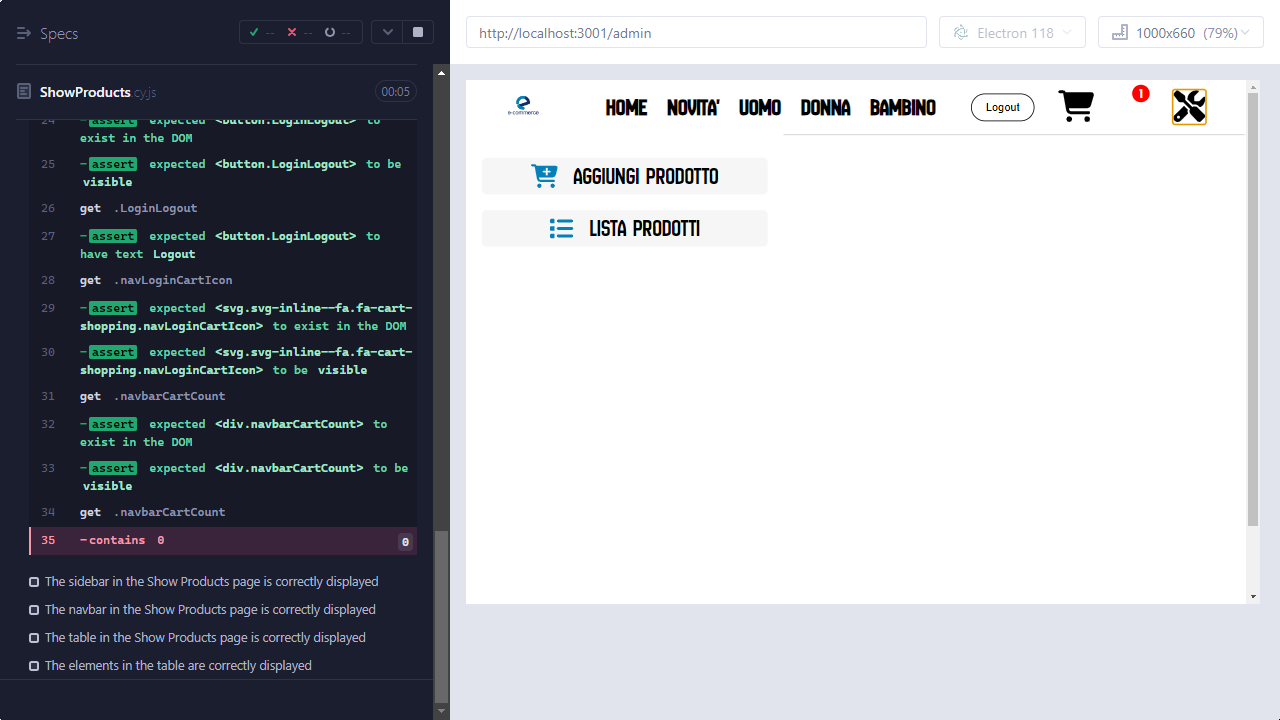 Specs
--
--
--
ShowProducts.cy.js
00:05
24 -assert expected <button.LoginLogout> to
exist in the DOM
25 -assert expected <button.LoginLogout> to be
visible
26 get .LoginLogout
27 -assert expected <button.LoginLogout> to
have text Logout
28 get .navLoginCartIcon
29 -assert expected <svg.svg-inline--fa.fa-cart-
shopping.navLoginCartIcon> to exist in the DOM
30 -assert expected <svg.svg-inline--fa.fa-cart-
shopping.navLoginCartIcon> to be visible
31 get .navbarCartCount
32 -assert expected <div.navbarCartCount> to
exist in the DOM
33 -assert expected <div.navbarCartCount> to be
visible
34 get .navbarCartCount
35 -contains 0 0
The sidebar in the Show Products page is correctly displayed
The navbar in the Show Products page is correctly displayed
The table in the Show Products page is correctly displayed
The elements in the table are correctly displayed
http://localhost:3001/admin
Electron 118
1000x660 (79%)
e-commerce
HOME NOVITA' UOMO DONNA BAMBINO
Logout
1
AGGIUNGI PRODOTTO
LISTA PRODOTTI